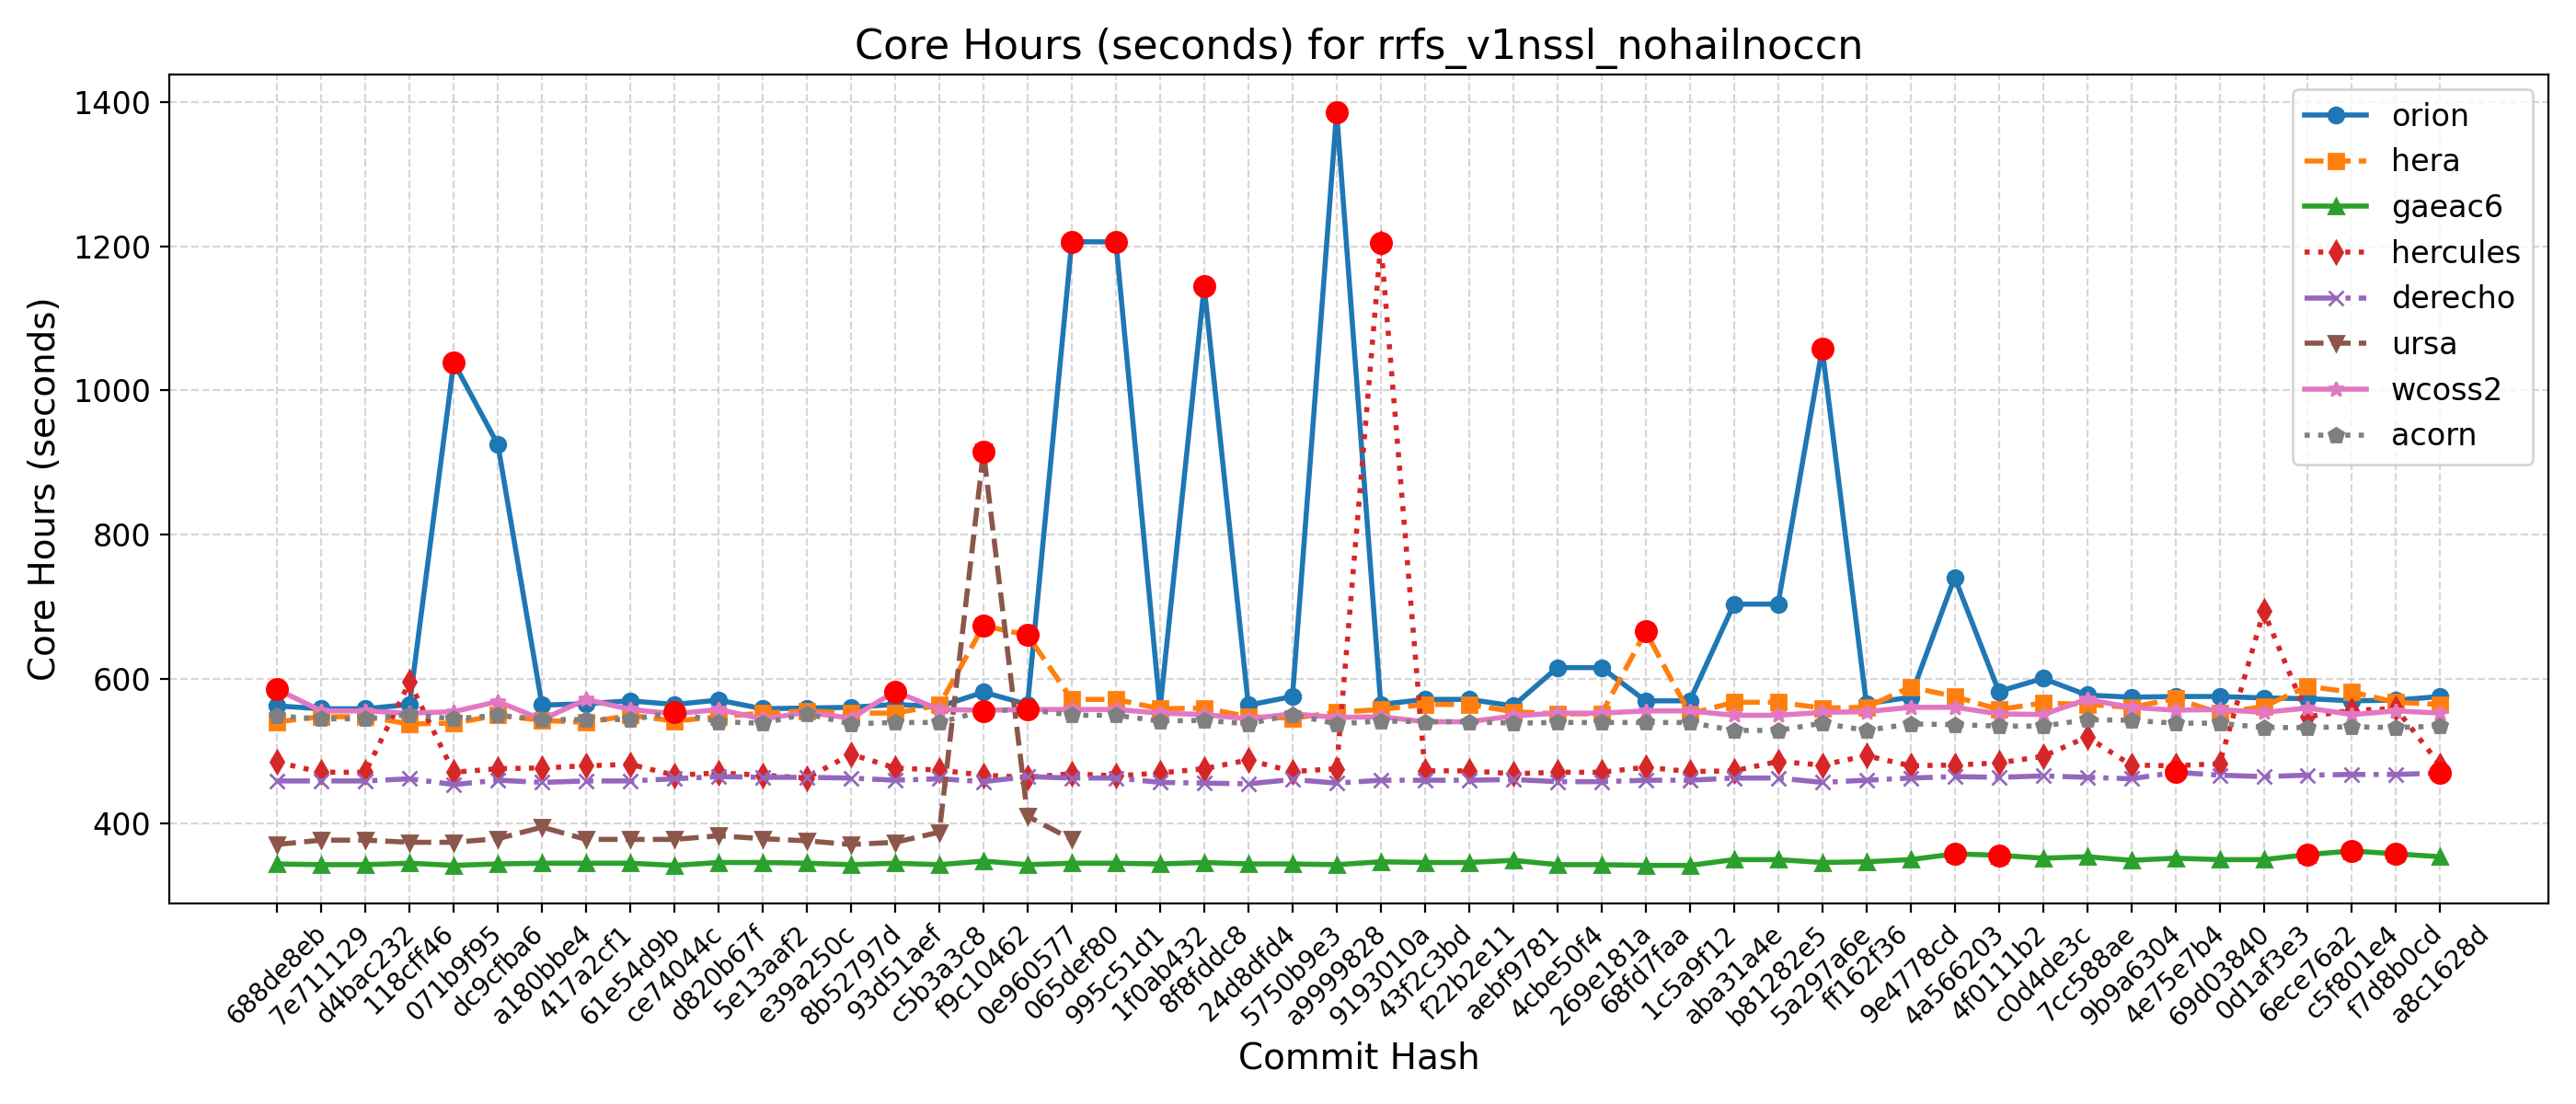 Core Hours (seconds) for rrfs_v1nssl_nohailnoccn
Core Hours (seconds)
1400
1200
1000
800
600
400
orion
hera
gaeac6
hercules
derecho
ursa
wcoss2
acorn
688de8eb
7e711129
d4bac232
118cff46
071b9f95
dc9cfba6
a180bbe4
417a2cf1
61e54d9b
ce74044c
d820b67f
5e13aaf2
e39a250c
8b52797d
93d51aef
c5b3a3c8
f9c10462
0e960577
065def80
995c51d1
1f0ab432
8f8fddc8
24d8dfd4
5750b9e3
a9999828
9193010a
43f2c3bd
f22b2e11
aebf9781
4cbe50f4
269e181a
68fd7faa
1c5a9f12
aba31a4e
b81282e5
5a297a6e
ff162f36
9e4778cd
4a566203
4f0111b2
c0d4de3c
7cc588ae
9b9a6304
4e75e7b4
69d03840
0d1af3e3
6ece76a2
c5f801e4
f7d8b0cd
a8c1628d
Commit Hash